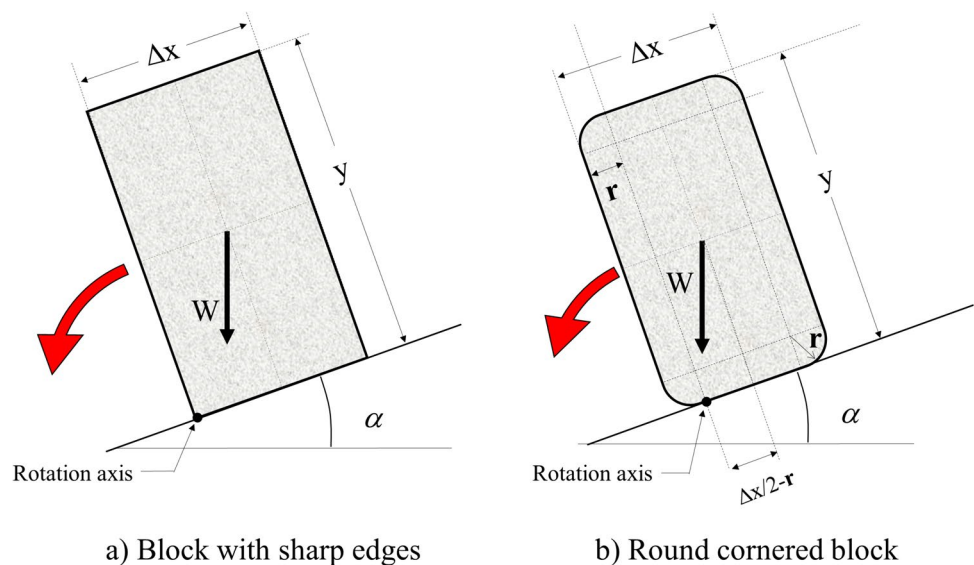 Δx
y
W
α
Rotation axis
a) Block with sharp edges
Δx
r
y
W
r
α
Rotation axis
Δx/2-r
b) Round cornered block